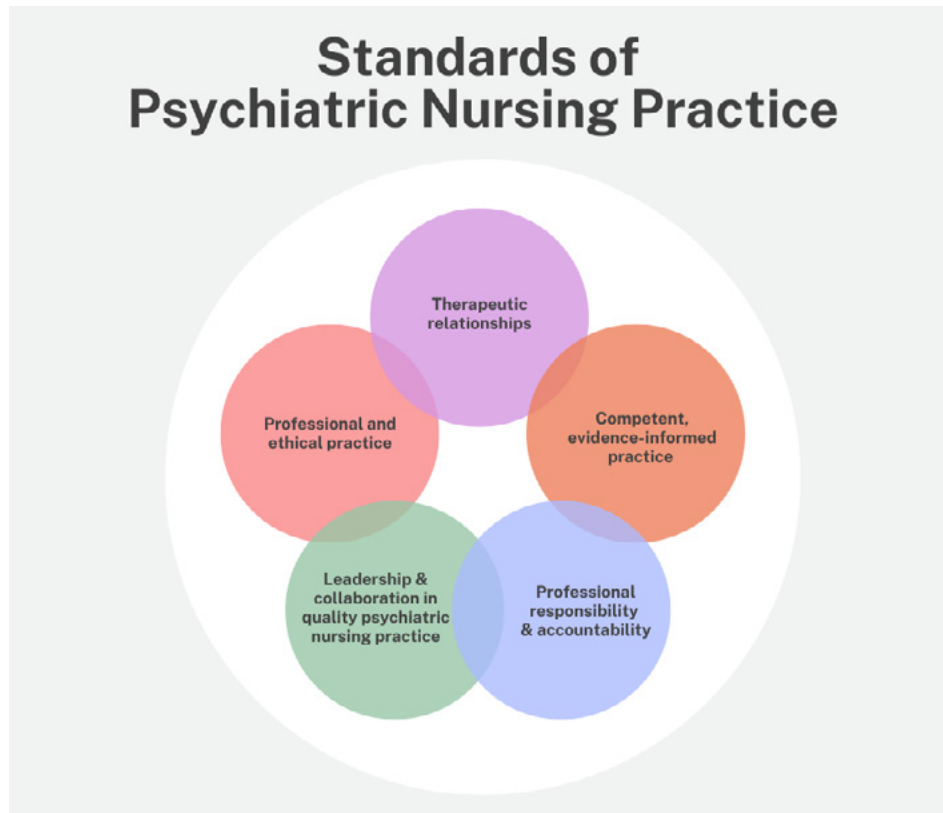 Standards of
Psychiatric Nursing Practice
Therapeutic
relationships
Professional and
ethical practice
Competent,
evidence-informed
practice
Leadership &
collaboration in
quality psychiatric
nursing practice
Professional
responsibility
& accountability